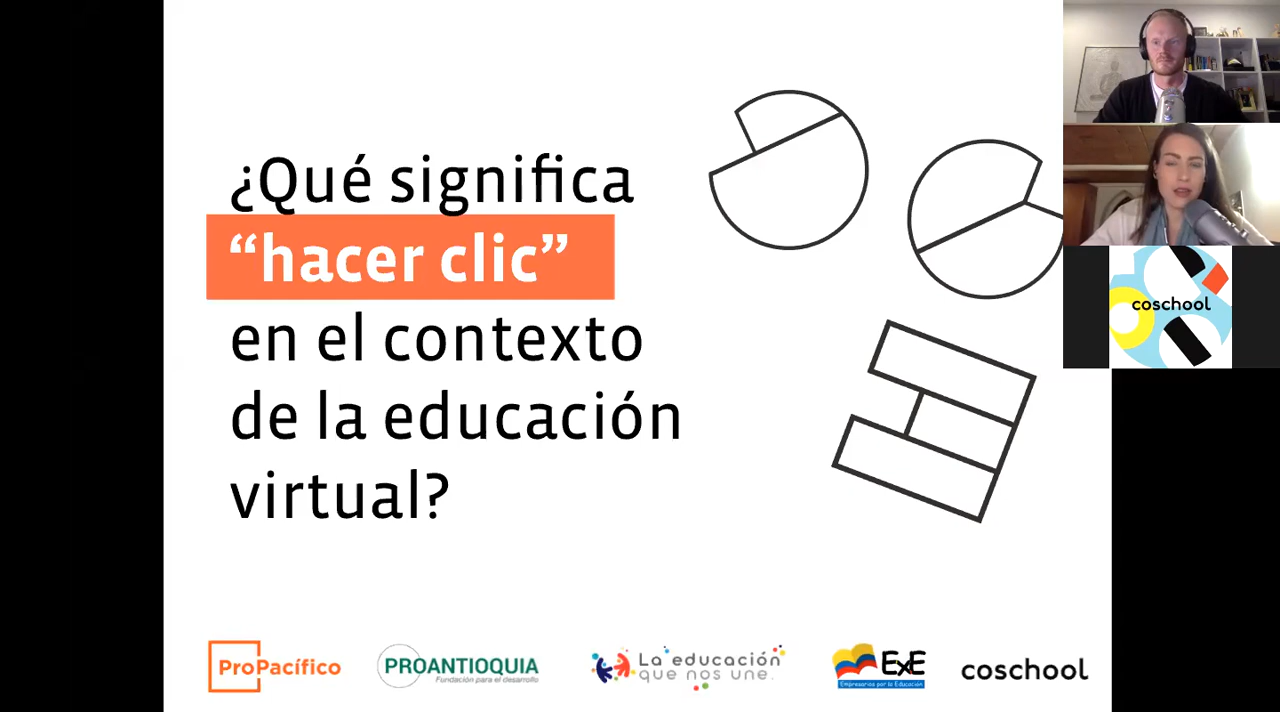 ¿Qué significa
“hacer clic”
en el contexto
de la educación
virtual?
coschool
ProPacífico
PROANTIOQUIA
Fundación para el desarrollo
La educación
que nos une.
ExE
Empresarios por la Educación
coschool